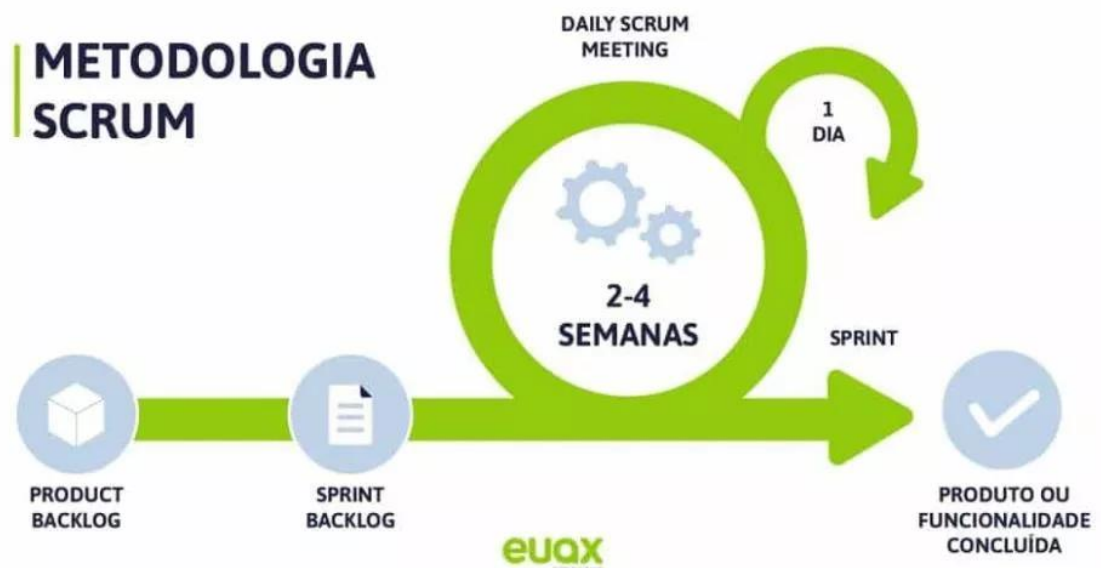 METODOLOGIA
SCRUM
DAILY SCRUM
MEETING
1
DIA
2-4
SEMANAS
SPRINT
PRODUCT
BACKLOG
SPRINT
BACKLOG
PRODUTO OU
FUNCIONALIDADE
CONCLUÍDA
euax